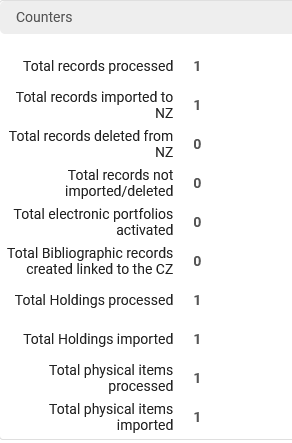 Counters
Total records processed 1
Total records imported to
NZ 1
Total records deleted from
NZ 0
Total records not
imported/deleted 0
Total electronic portfolios
activated 0
Total Bibliographic records
created linked to the CZ 0
Total Holdings processed 1
Total Holdings imported 1
Total physical items
processed 1
Total physical items
imported 1